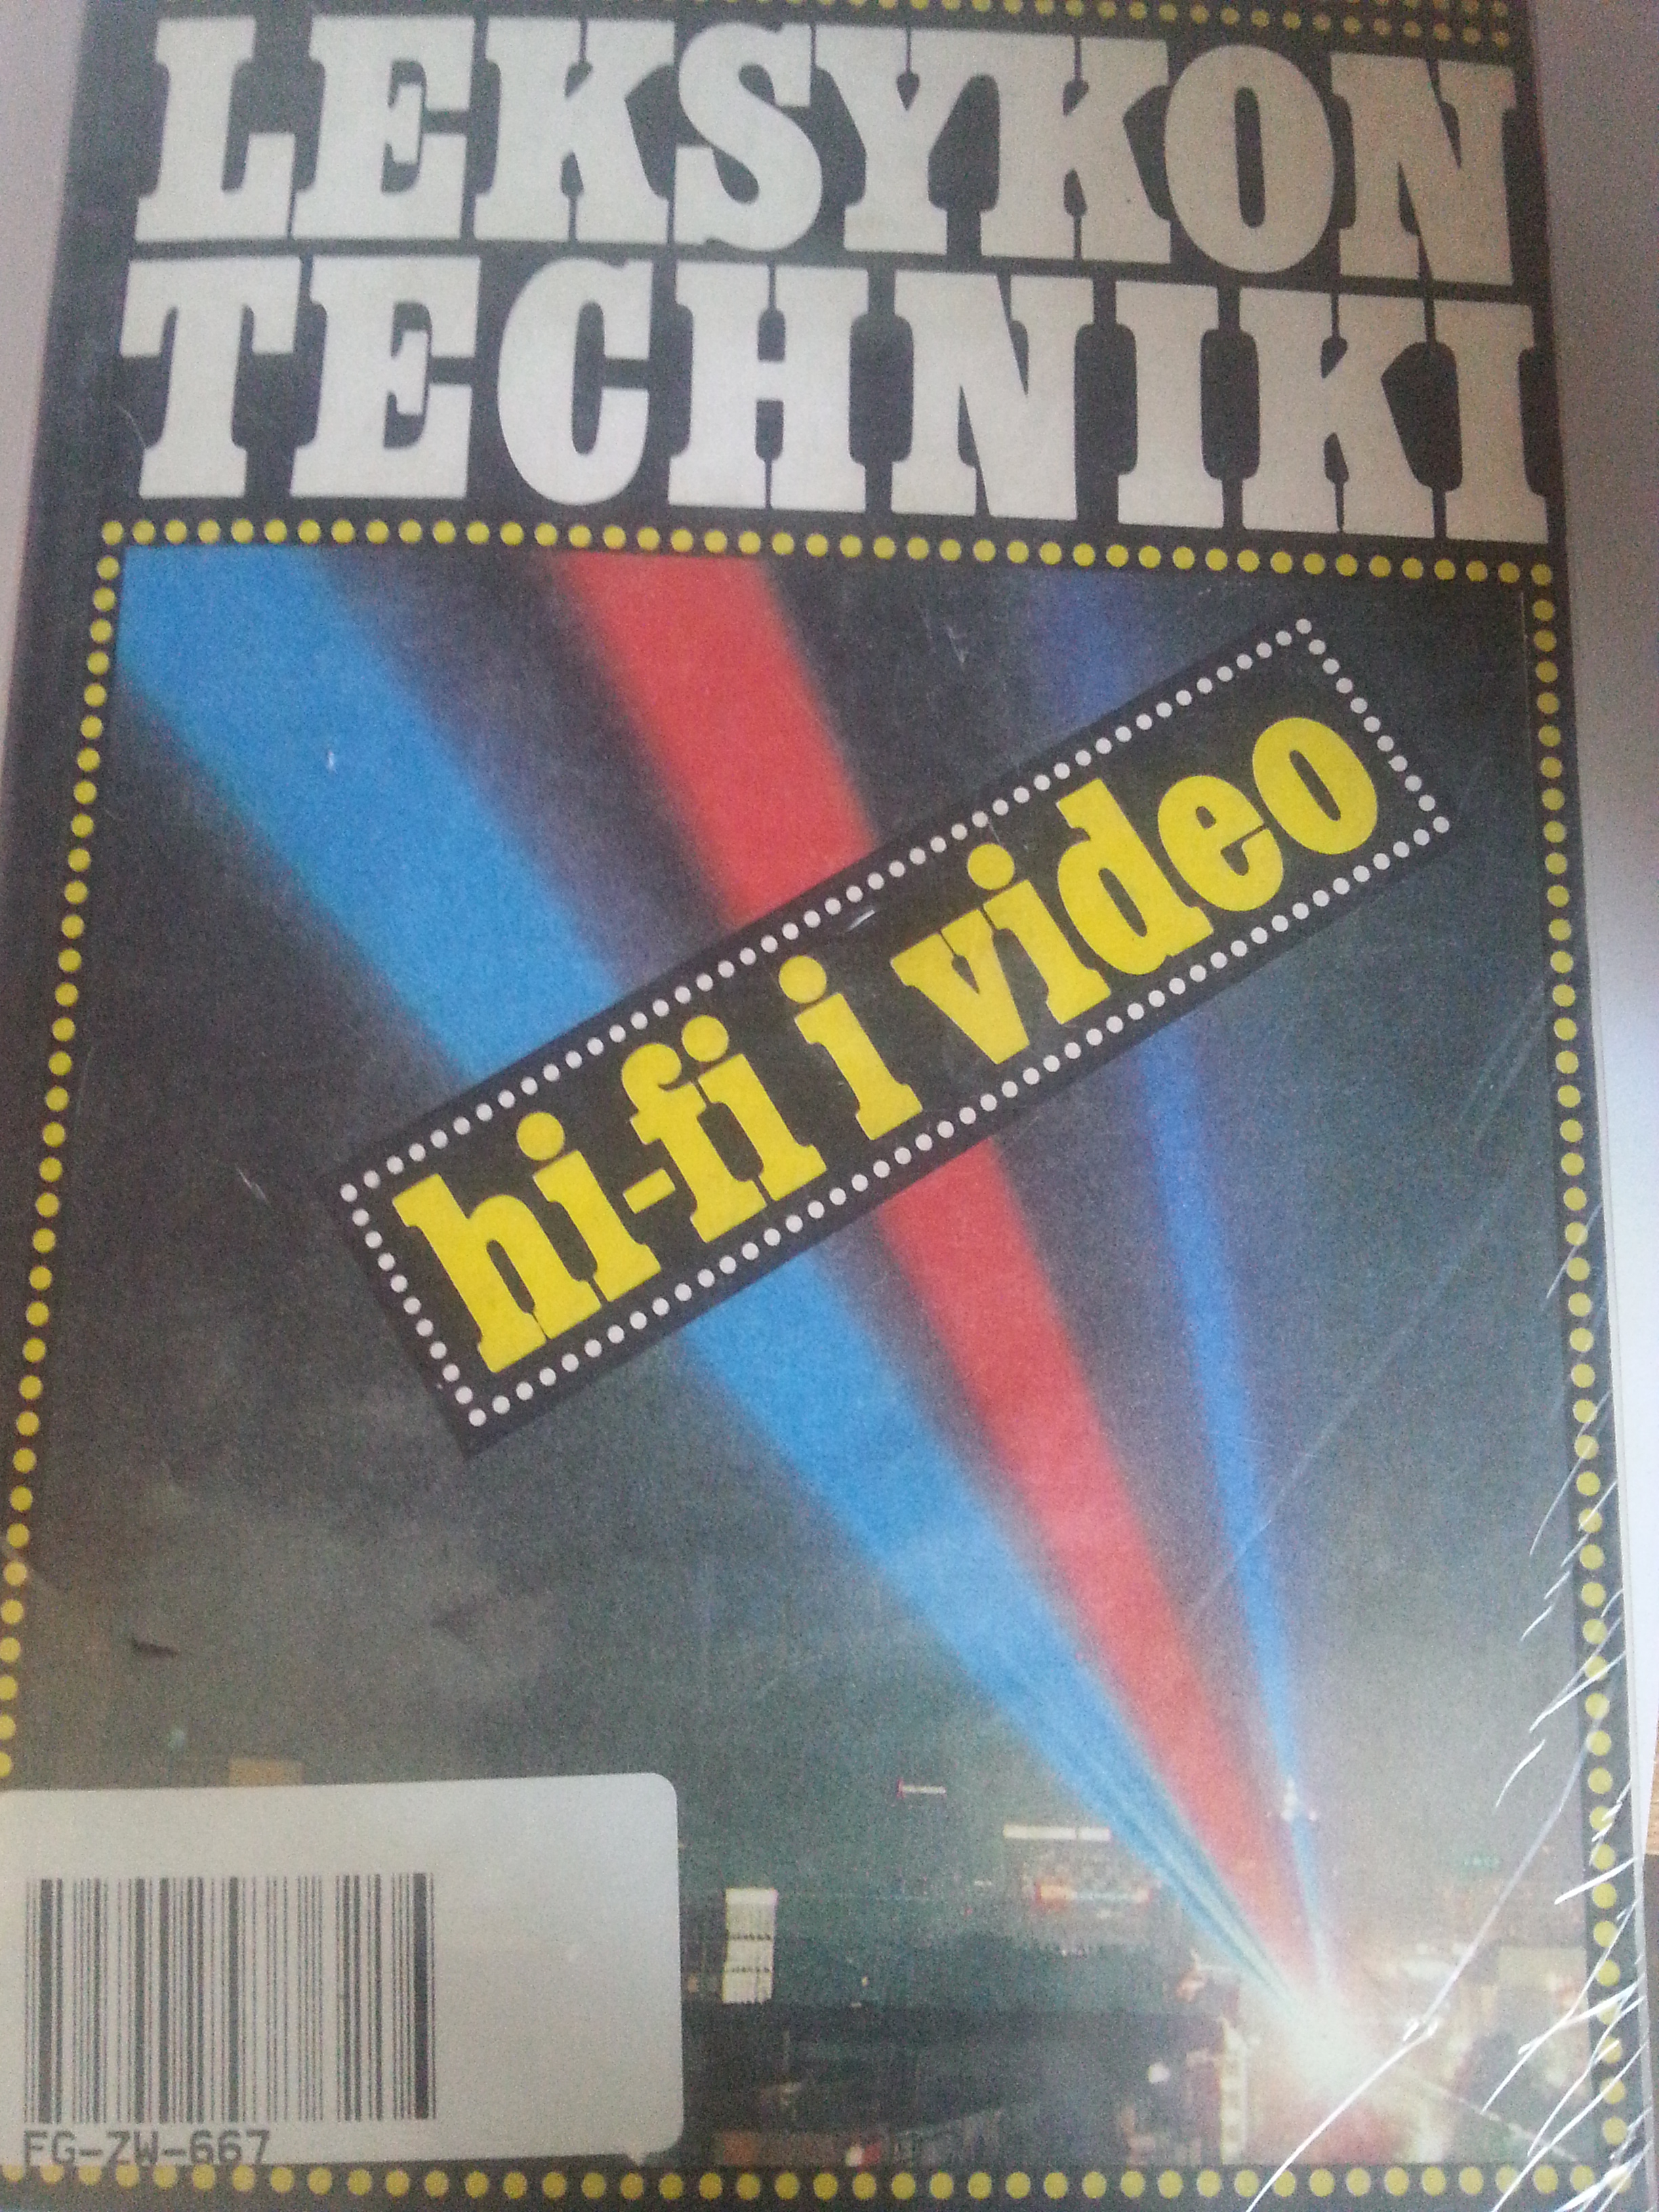 LEKSYKON
TECHNIKI
hi-fi i video
FG-ZW-667